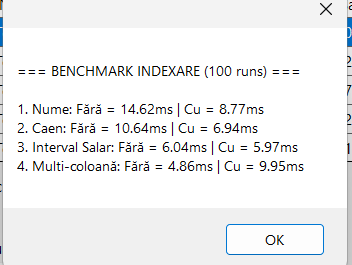 === BENCHMARK INDEXARE (100 runs) ===
1. Nume: Fără = 14.62ms | Cu = 8.77ms
2. Caen: Fără = 10.64ms | Cu = 6.94ms
3. Interval Salar: Fără = 6.04ms | Cu = 5.97ms
4. Multi-coloană: Fără = 4.86ms | Cu = 9.95ms
OK